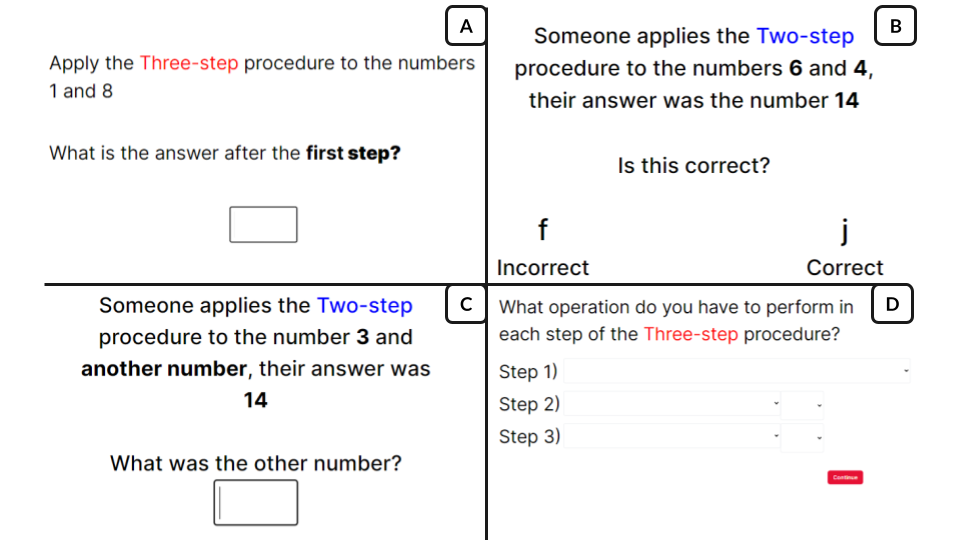 A
Apply the Three-step procedure to the numbers
1 and 8
What is the answer after the first step?
B
Someone applies the Two-step
procedure to the numbers 6 and 4,
their answer was the number 14
Is this correct?
f
j
Incorrect
Correct
C
Someone applies the Two-step
procedure to the number 3 and
another number, their answer was
14
What was the other number?
D
What operation do you have to perform in
each step of the Three-step procedure?
Step 1)
Step 2)
Step 3)
Continue